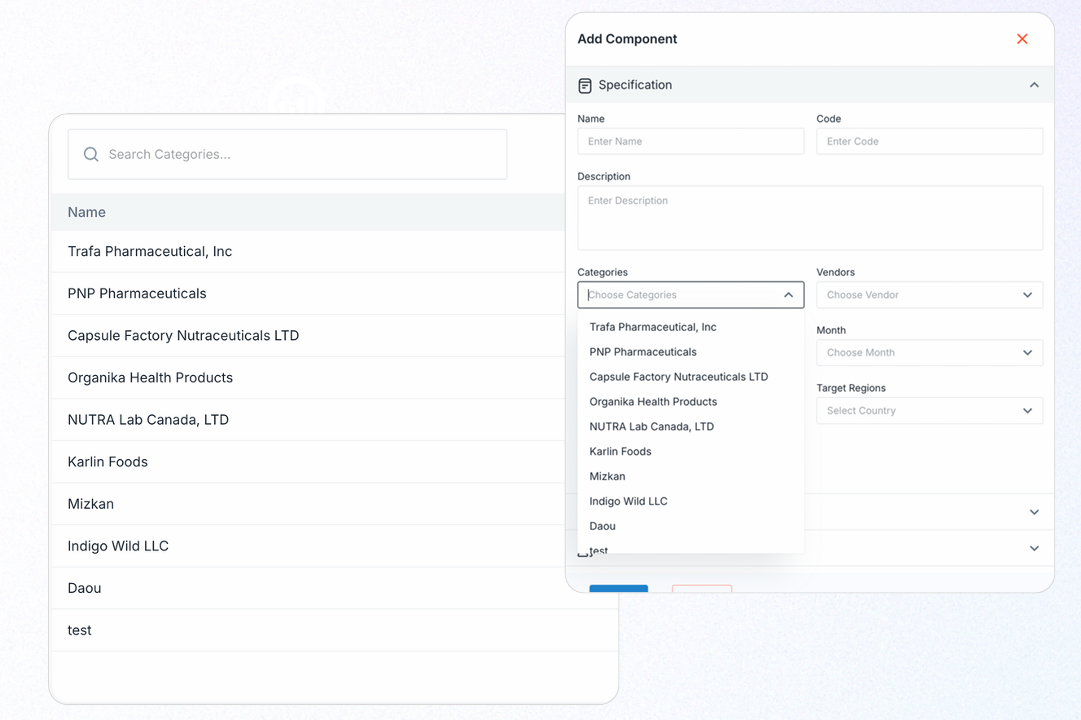 Search Categories...
Name
Trafa Pharmaceutical, Inc
PNP Pharmaceuticals
Capsule Factory Nutraceuticals LTD
Organika Health Products
NUTRA Lab Canada, LTD
Karlin Foods
Mizkan
Indigo Wild LLC
Daou
test
Add Component
Specification
Name
Code
Enter Name
Enter Code
Description
Enter Description
Categories
Vendors
Choose Categories
Choose Vendor
Month
Choose Month
Target Regions
Select Country
Trafa Pharmaceutical, Inc
PNP Pharmaceuticals
Capsule Factory Nutraceuticals LTD
Organika Health Products
NUTRA Lab Canada, LTD
Karlin Foods
Mizkan
Indigo Wild LLC
Daou
test